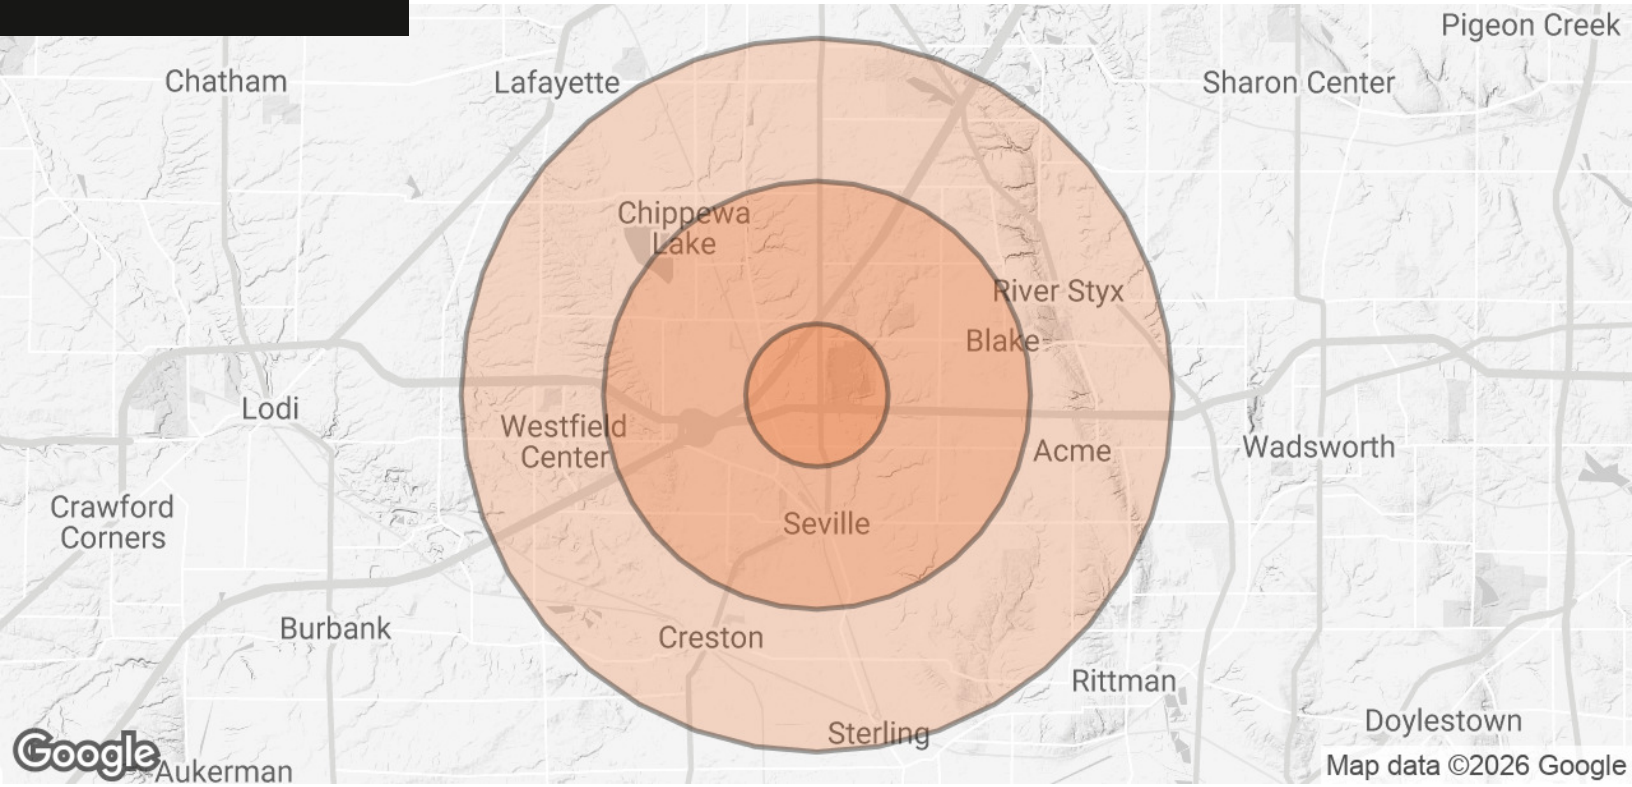 Pigeon Creek
Chatham
Lafayette
Sharon Center
Chippewa
Lake
River Styx
Blake
Lodi
Westfield
Center
Acme
Wadsworth
Crawford
Corners
Seville
Burbank
Creston
Rittman
Doylestown
Sterling
Google
Aukerman
Map data ©2026 Google